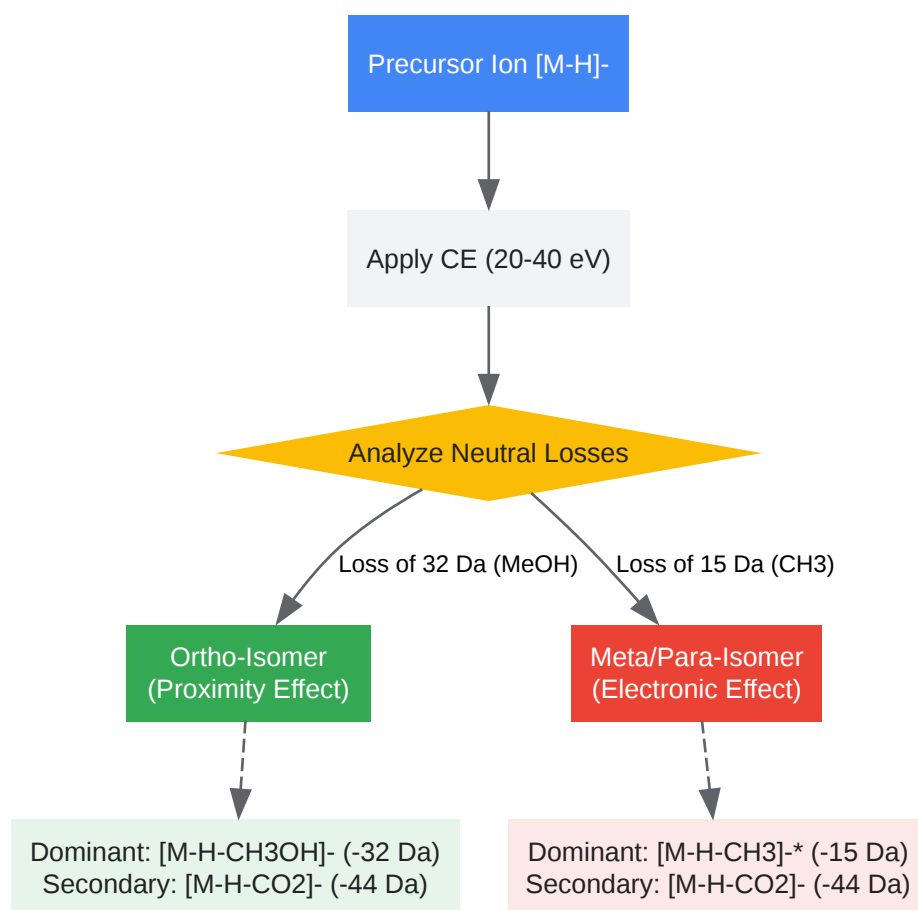 Precursor Ion [M-H]-
Apply CE (20-40 eV)
Analyze Neutral Losses
Loss of 32 Da (MeOH)
Loss of 15 Da (CH3)
Ortho-Isomer
(Proximity Effect)
Meta/Para-Isomer
(Electronic Effect)
Dominant: [M-H-CH3OH]- (-32 Da)
Secondary: [M-H-CO2]- (-44 Da)
Dominant: [M-H-CH3]-* (-15 Da)
Secondary: [M-H-CO2]- (-44 Da)